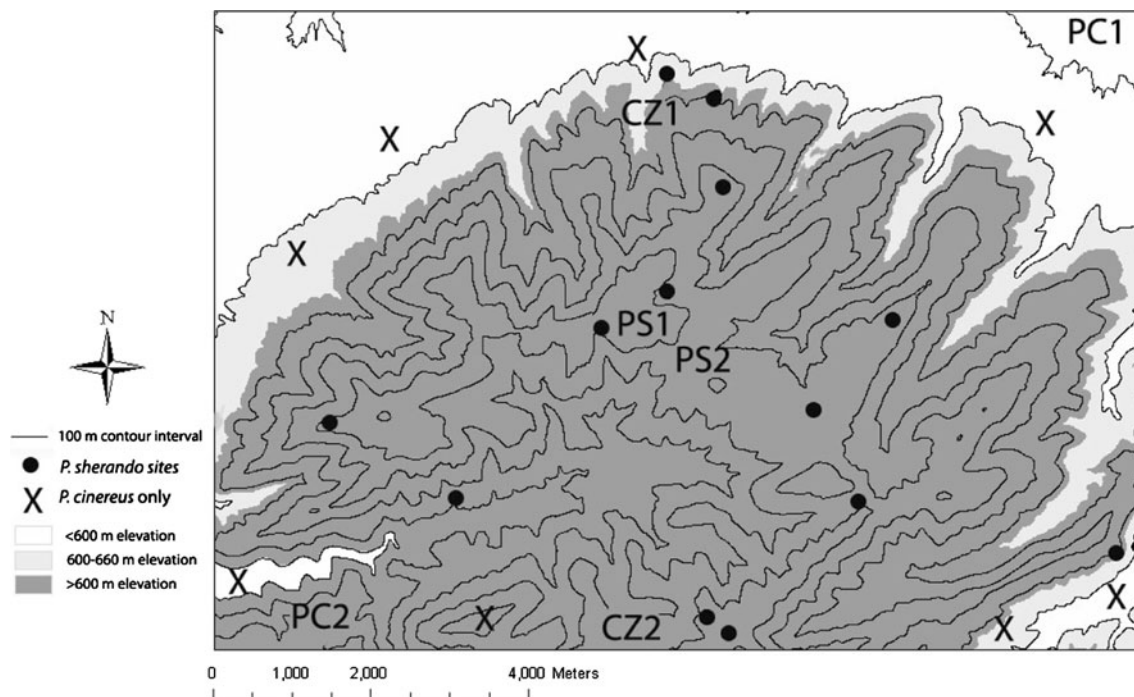 PC1
X
CZ1
X
X
X
PS1
PS2
N
100 m contour interval
P. sherando sites
X P. cinereus only
<600 m elevation
600-660 m elevation
>600 m elevation
X
PC2
X
CZ2
X
X
0 1,000 2,000 4,000 Meters